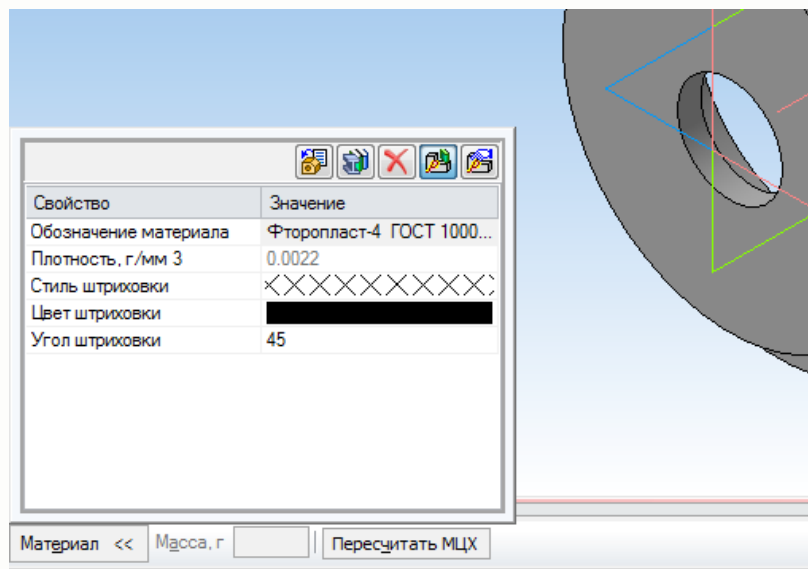 Свойство Значение
Обозначение материала Фторопласт-4 ГОСТ 1000...
Плотность, г/мм 3 0.0022
Стиль штриховки
Цвет штриховки
Угол штриховки 45
Материал << Масса, г Пересчитать МЦХ